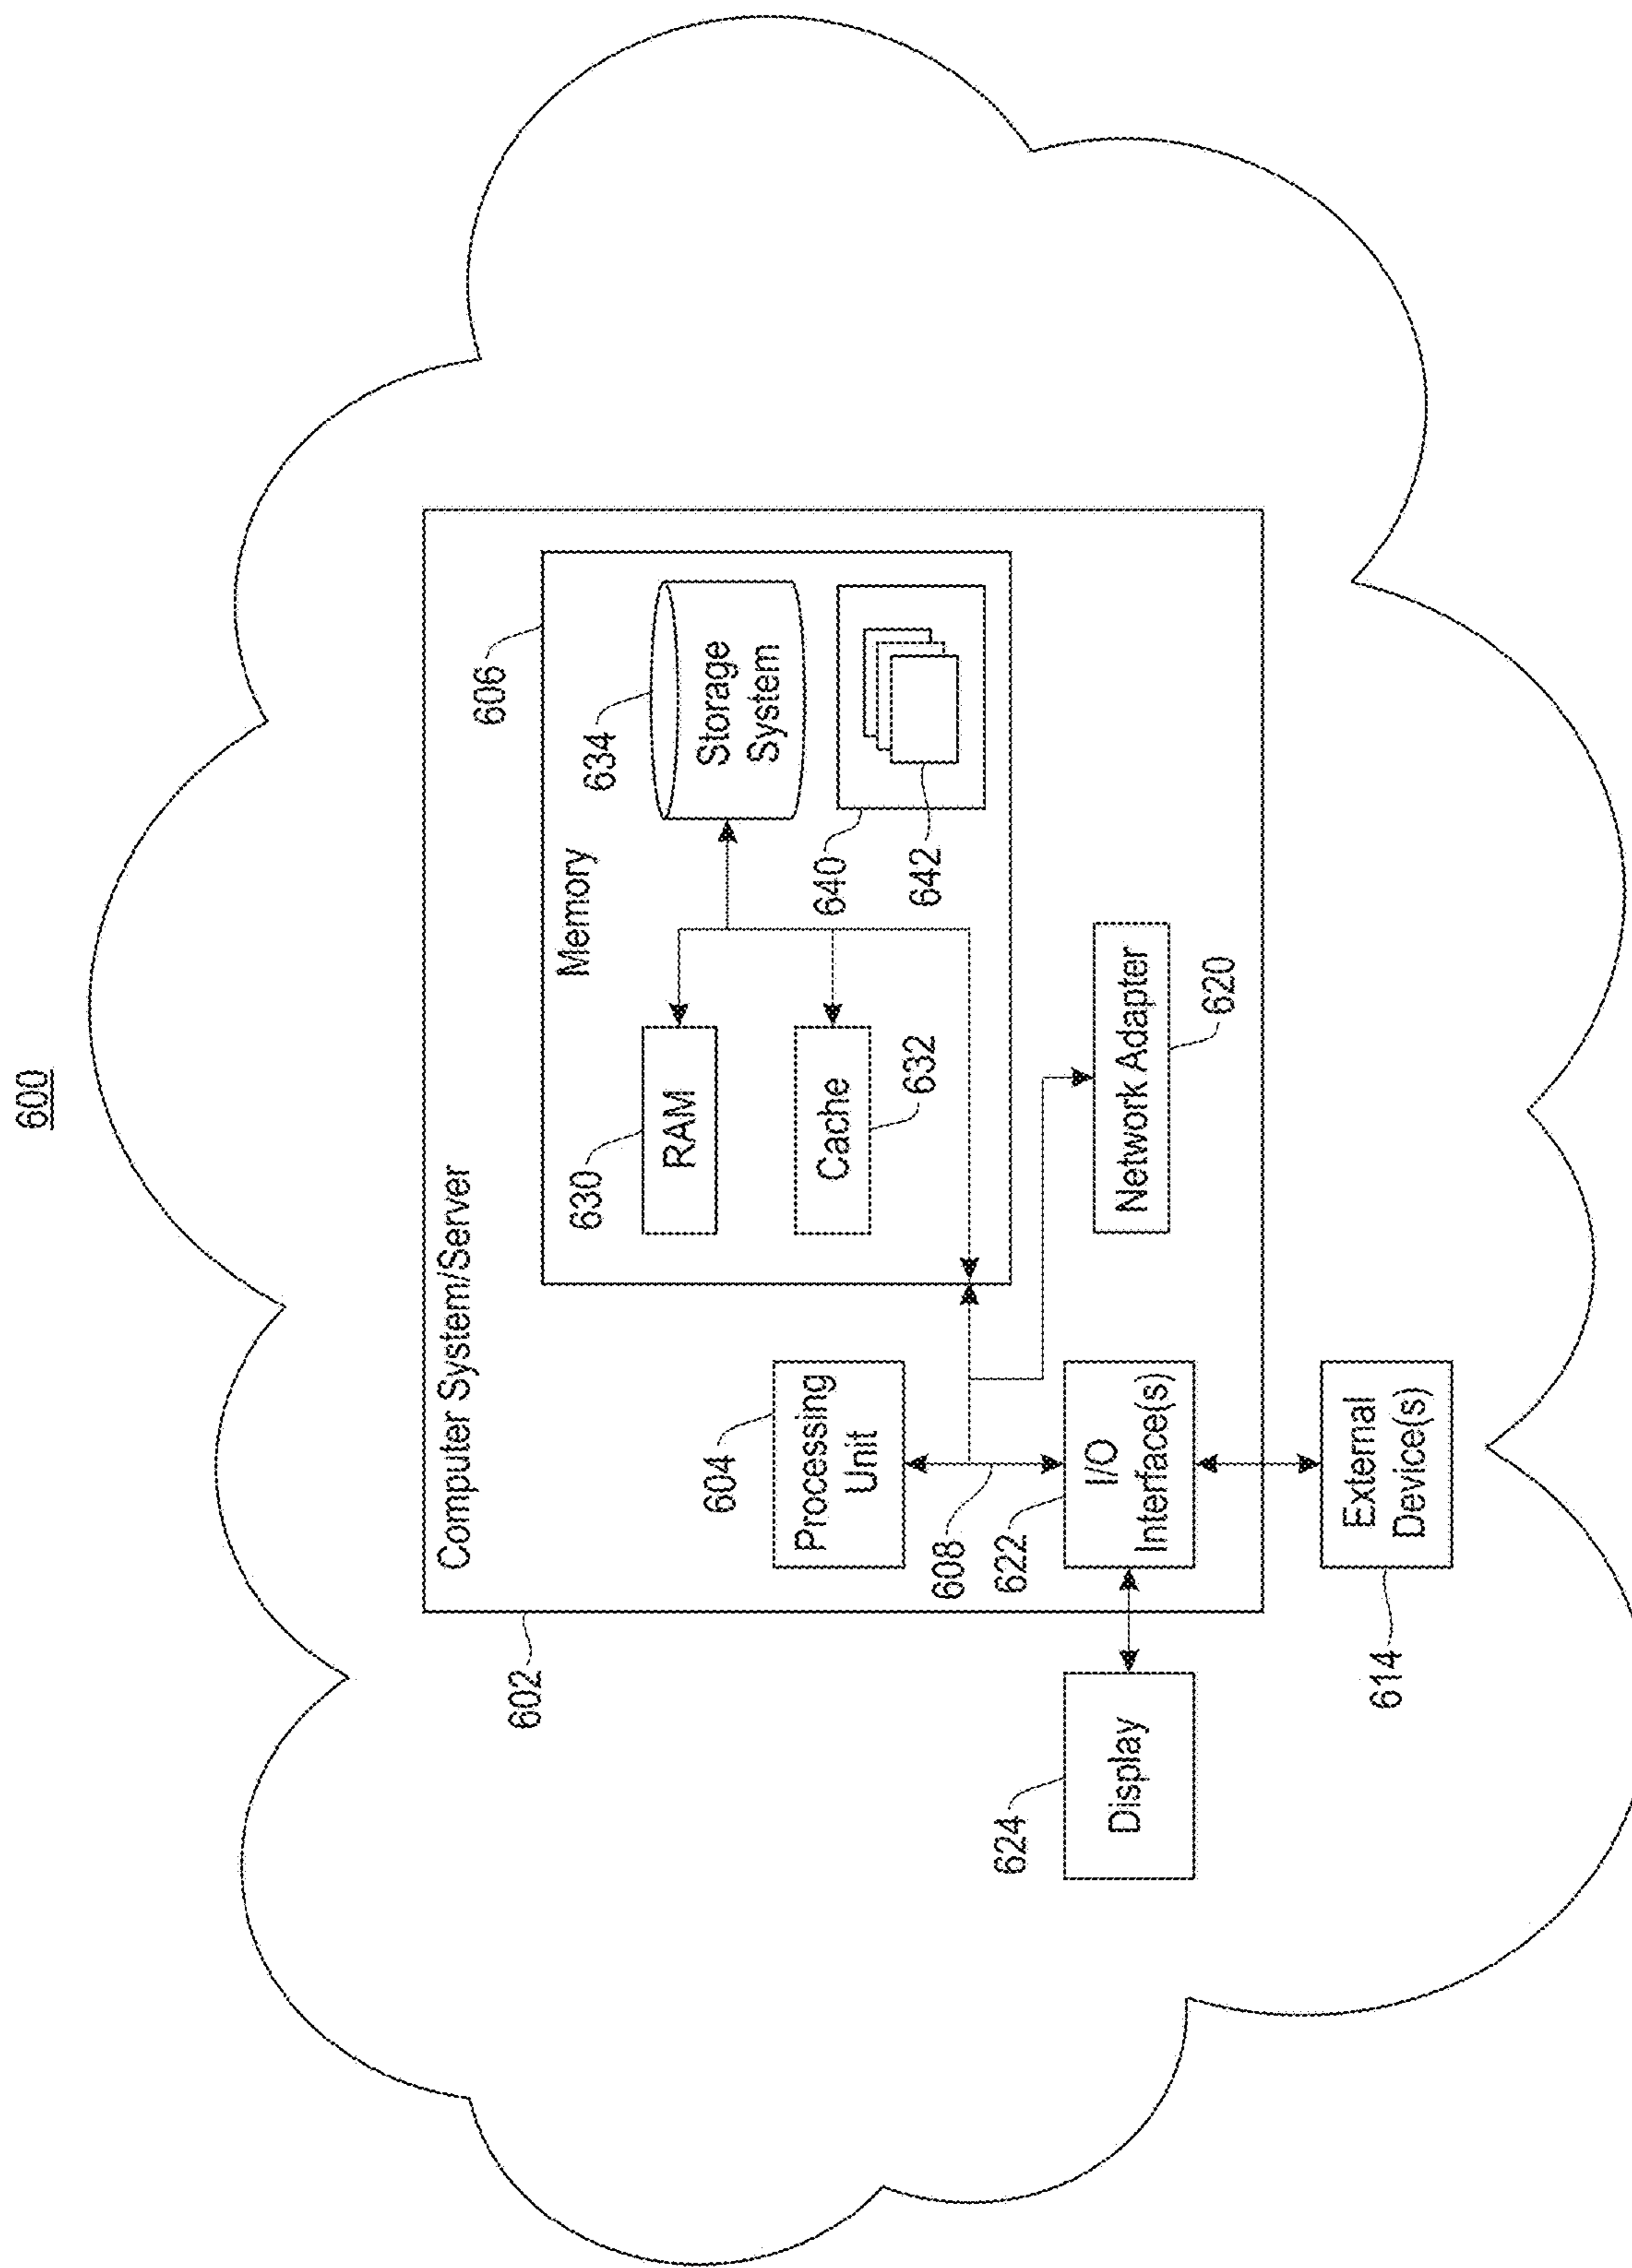 600
Computer System/Server
602
606
Memory
604
Processing
Unit
630
RAM
634
Storage
System
608
Cache
632
640
642
622
I/O
Interface(s)
624
Display
Network Adapter
620
External
Device(s)
614